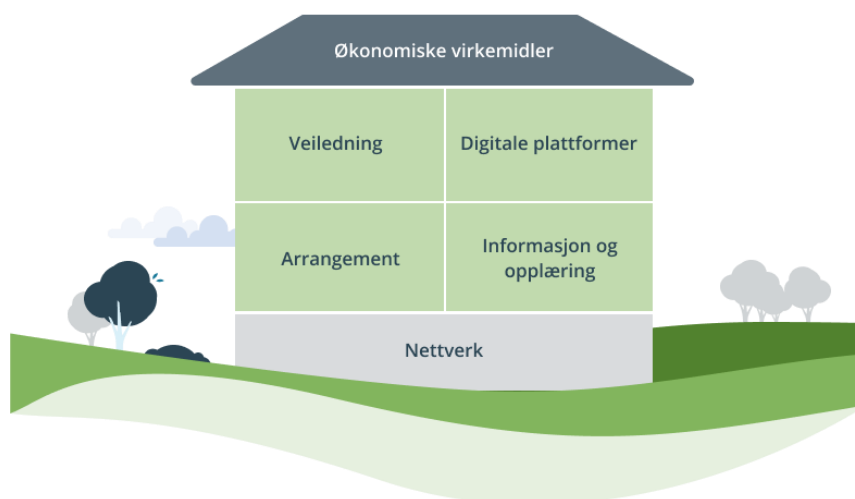 Økonomiske virkemidler
Veiledning
Digitale plattformer
Arrangement
Informasjon og
opplæring
Nettverk